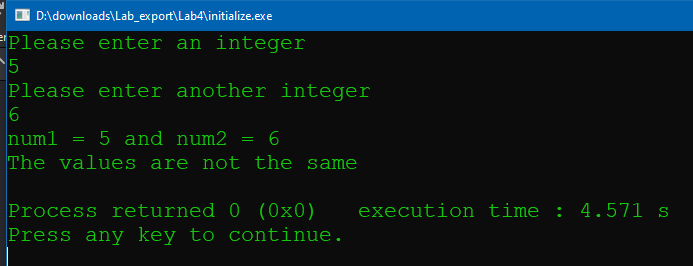 D:\downloads\Lab_export\Lab4\initialize.exe
Please enter an integer
5
Please enter another integer
6
num1 = 5 and num2 = 6
The values are not the same
Process returned 0 (0x0)   execution time : 4.571 s
Press any key to continue.